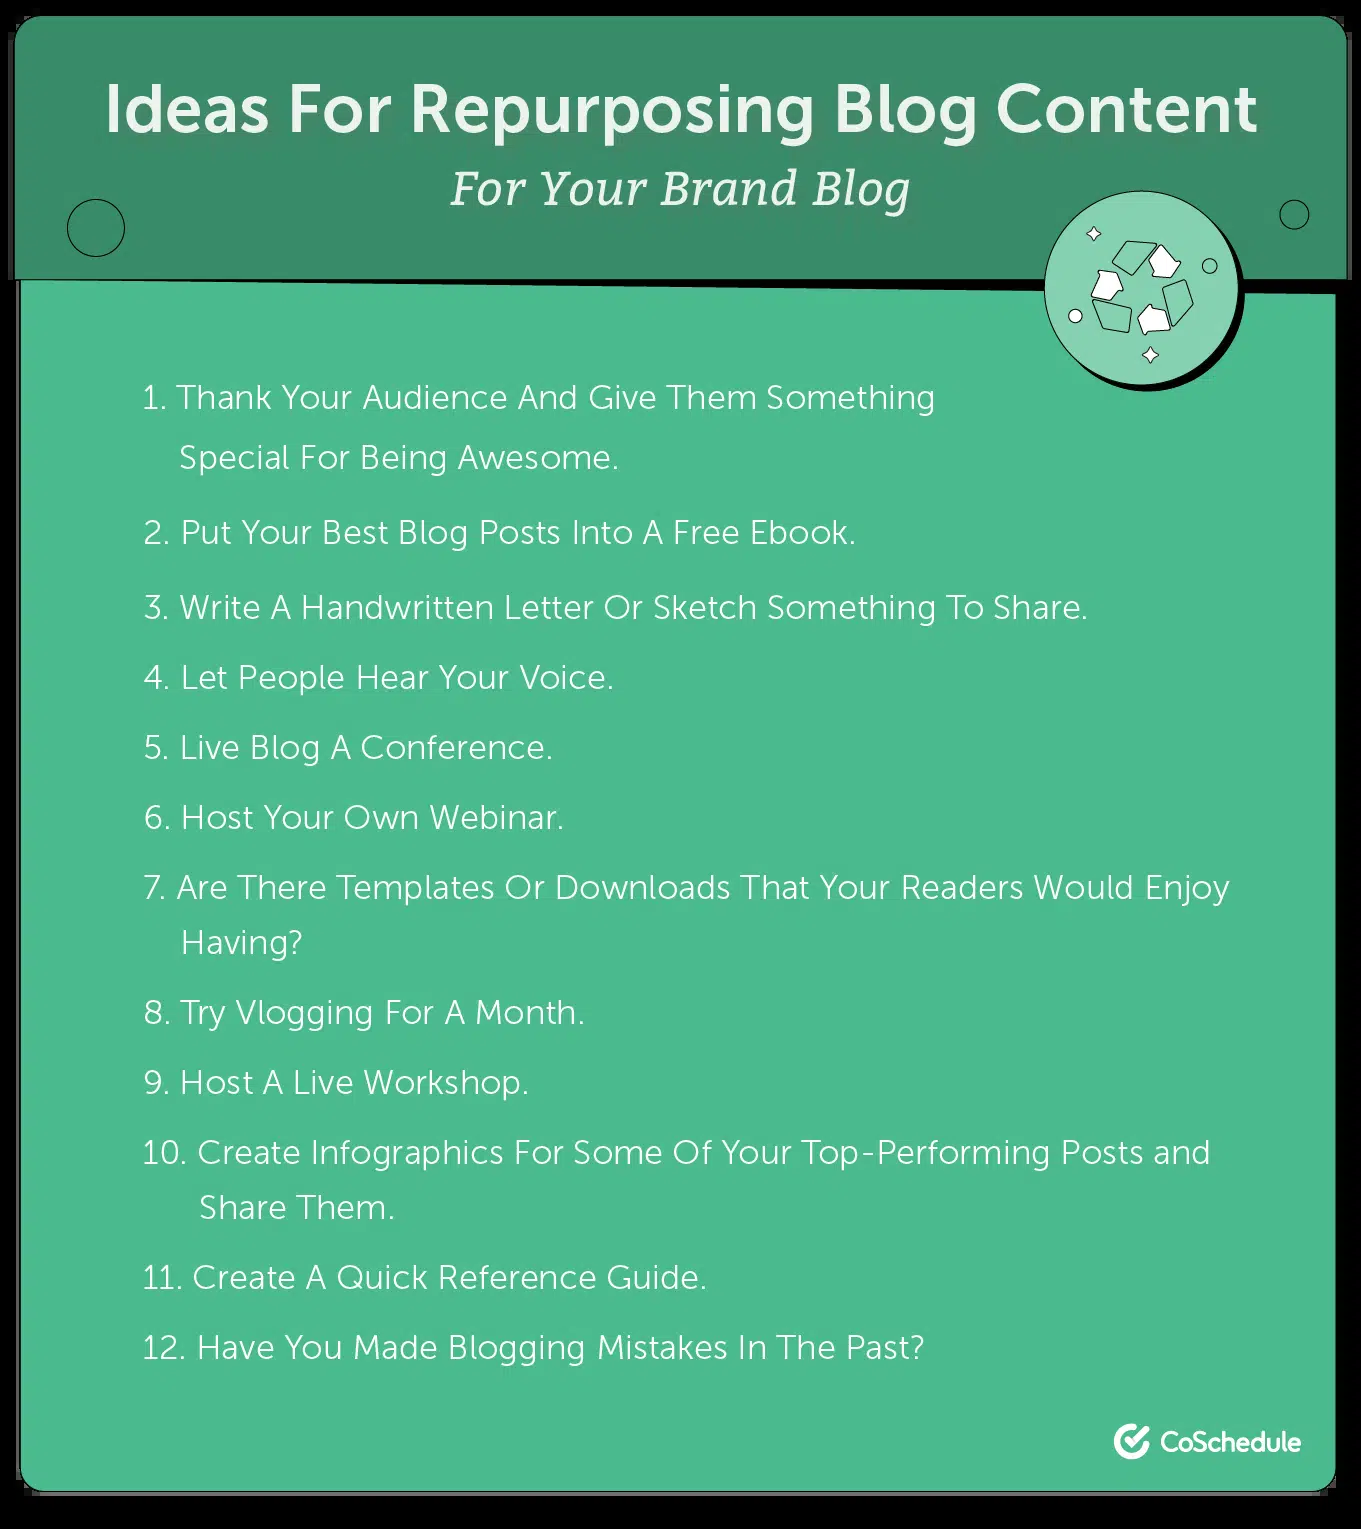 Ideas For Repurposing Blog Content
For Your Brand Blog
1. Thank Your Audience And Give Them Something
Special For Being Awesome.
2. Put Your Best Blog Posts Into A Free Ebook.
3. Write A Handwritten Letter Or Sketch Something To Share.
4. Let People Hear Your Voice.
5. Live Blog A Conference.
6. Host Your Own Webinar.
7. Are There Templates Or Downloads That Your Readers Would Enjoy
Having?
8. Try Vlogging For A Month.
9. Host A Live Workshop.
10. Create Infographics For Some Of Your Top-Performing Posts and
Share Them.
11. Create A Quick Reference Guide.
12. Have You Made Blogging Mistakes In The Past?
CoSchedule